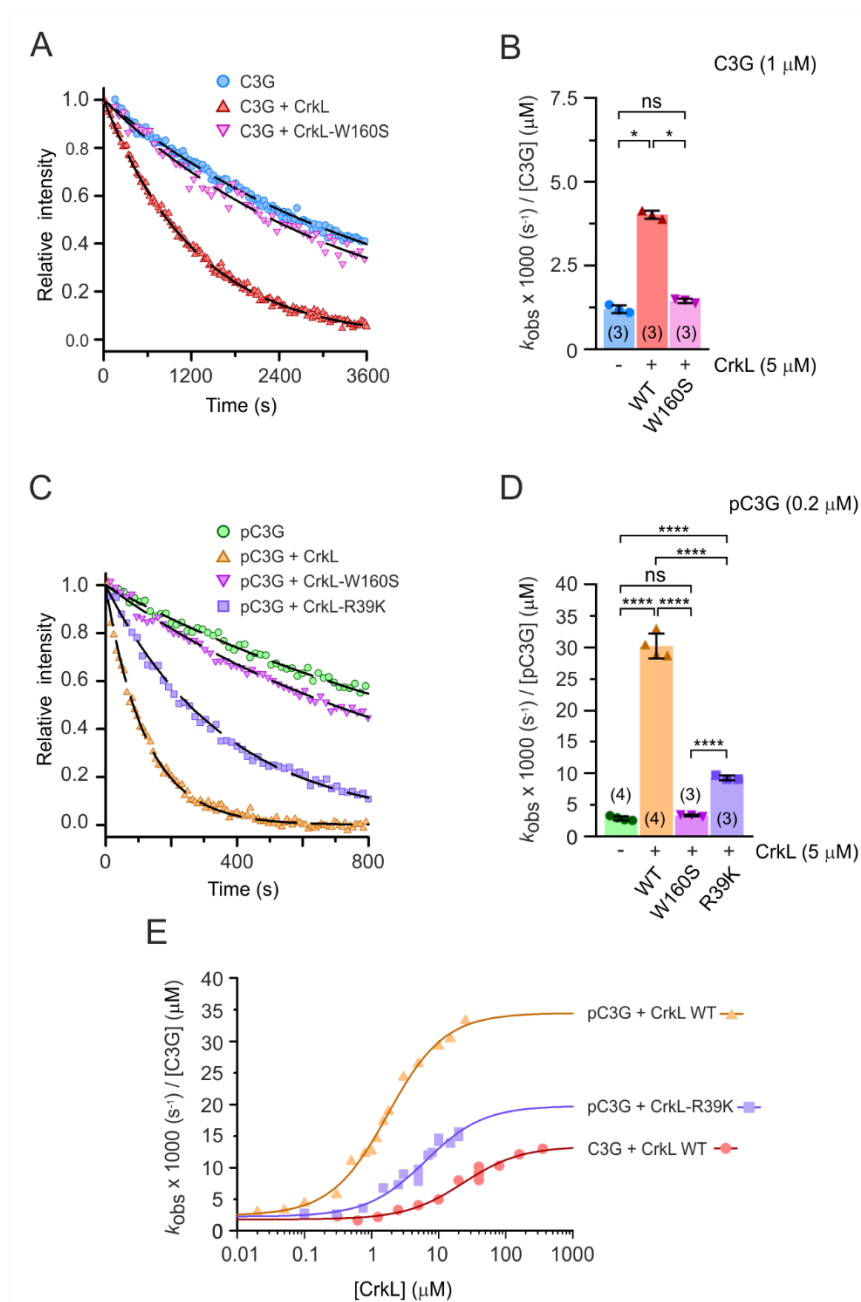 A
C3G
C3G + CrkL
C3G + CrkL-W160S
1.0
0.8
0.6
0.4
0.2
0.0
Relative intensity
0 1200 2400 3600
Time (s)
B
C3G (1 μM)
ns
* *
7.5
5.0
2.5
0
kobs x 1000 (s-1) / [C3G] (μM)
(3) (3) (3)
- + + CrkL (5 μM)
WT
W160S
C
pC3G
pC3G + CrkL
pC3G + CrkL-W160S
pC3G + CrkL-R39K
1.0
0.8
0.6
0.4
0.2
0.0
Relative intensity
0 400 800
Time (s)
D
pC3G (0.2 μM)
****
****
ns
**** ****
****
40
35
30
25
20
15
10
5
0
kobs x 1000 (s-1) / [pC3G] (μM)
(4) (4) (3) (3)
- + + + CrkL (5 μM)
WT
W160S
R39K
E
40
35
30
25
20
15
10
5
0
kobs x 1000 (s-1) / [C3G] (μM)
pC3G + CrkL WT
pC3G + CrkL-R39K
C3G + CrkL WT
0.01 0.1 1 10 100 1000
[CrkL] (μM)